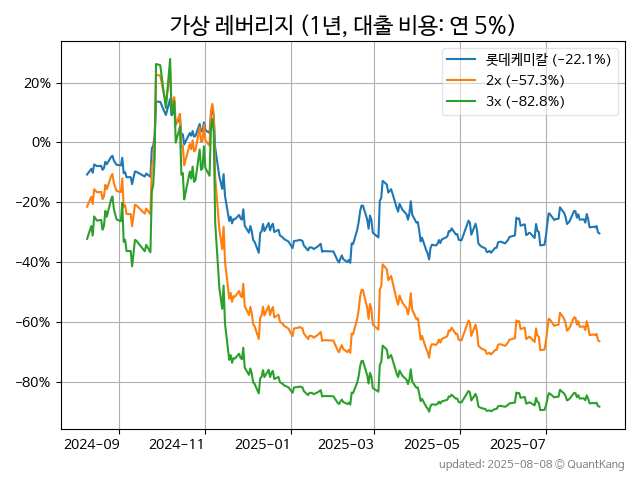 가상 레버리지 (1년, 대출 비용: 연 5%)
롯데케미칼 (−22.1%)
2x (−57.3%)
3x (−82.8%)
20%
0%
−20%
−40%
−60%
−80%
2024-09 2024-11 2025-01 2025-03 2025-05 2025-07
updated: 2025-08-08 © QuantKang